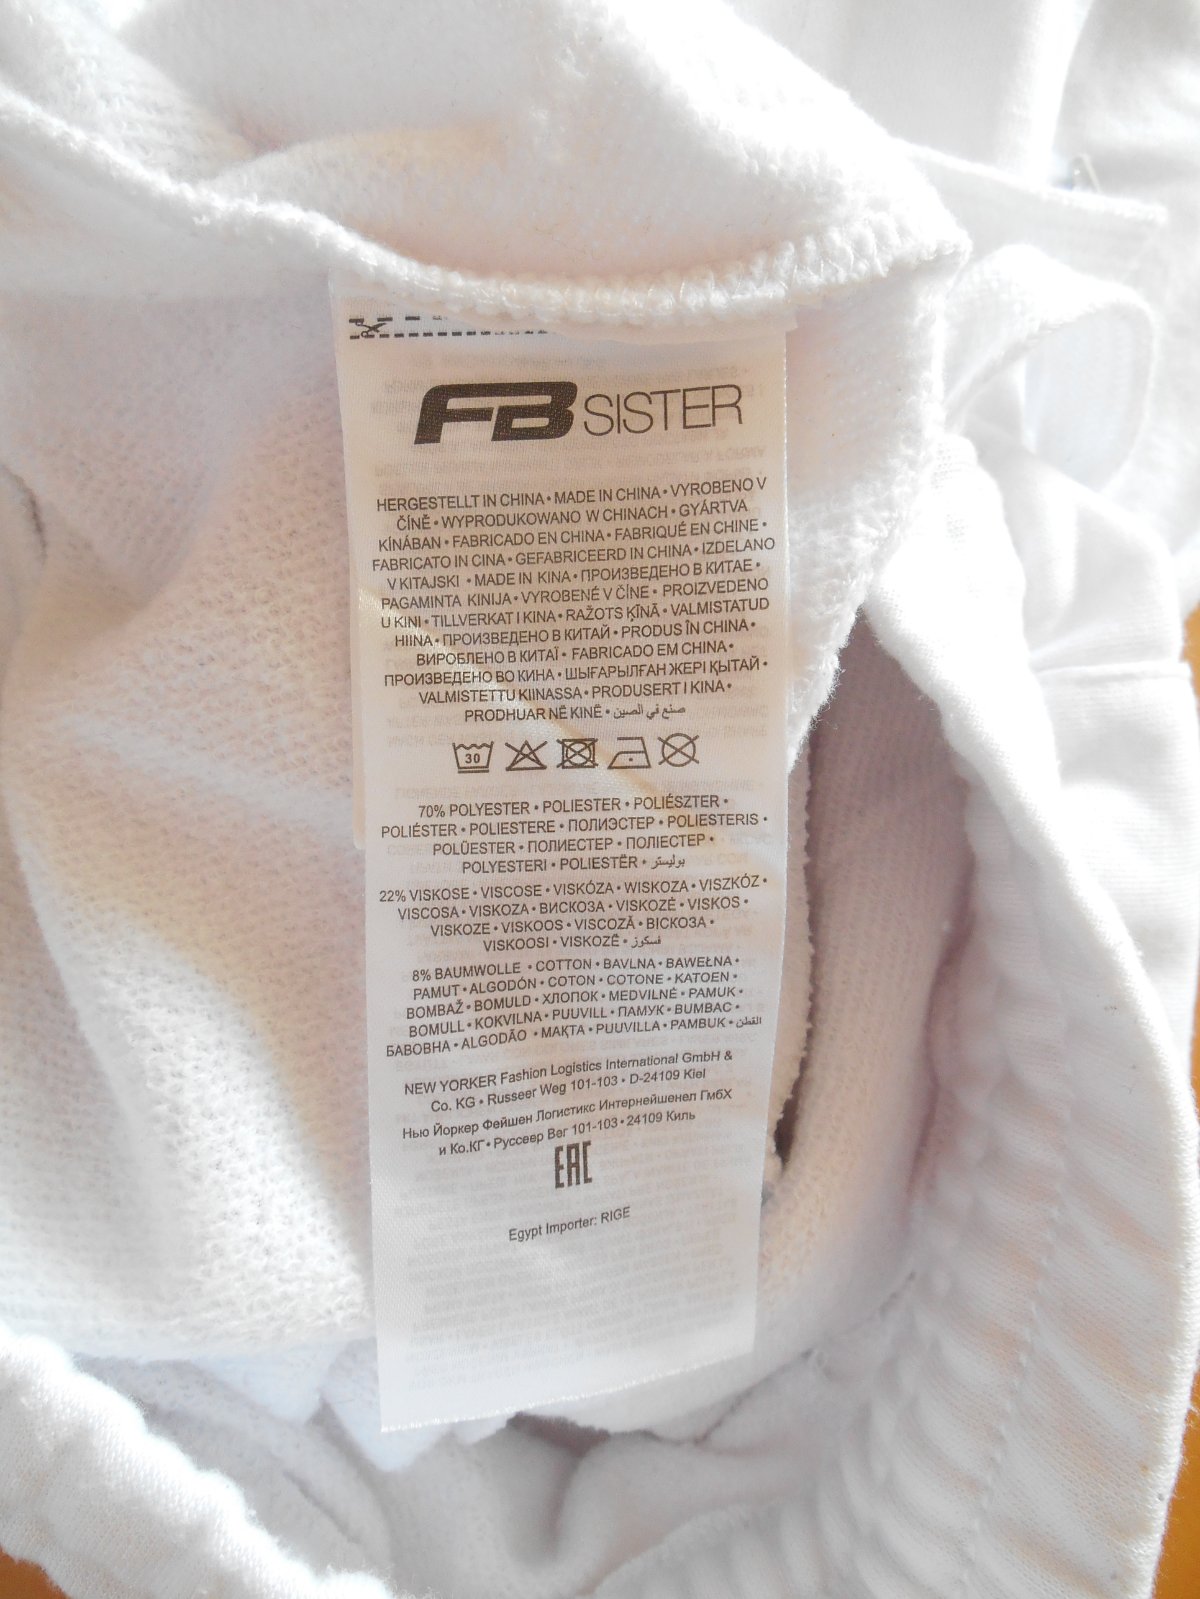 FB SISTER
HERGESTELLT IN CHINA • MADE IN CHINA • VYROBENO V
ČÍNĚ • WYPRODUKOWANO W CHINACH • GYÁRTVA
KÍNÁBAN • FABRICADO EN CHINA • FABRIQUÉ EN CHINE •
FABRICATO IN CINA • GEFABRICEERD IN CHINA • IZDELANO
V KITAJSKI • MADE IN KINA • ПРОИЗВЕДЕНО В КИТАЕ •
PAGAMINTA KINIJA • VYROBENÉ V ČÍNE • PROIZVEDENO
U KINI • TILLVERKAT I KINA • RAŽOTS ĶĪNĀ • VALMISTATUD
HIINA • ПРОИЗВЕДЕНО В КИТАЙ • PRODUS ÎN CHINA •
ВИРОБЛЕНО В КИТАЇ • FABRICADO EM CHINA •
ПРОИЗВЕДЕНО ВО КИНА • ШЫҒАРЫЛҒАН ЖЕРІ ҚЫТАЙ •
VALMISTETTU KIINASSA • PRODUSERT I KINA •
PRODHUAR NË KINË • صنع في الصين
30
70% POLYESTER • POLIESTER • POLIÉSZTER •
POLIÉSTER • POLIESTERE • ПОЛИЭСТЕР • POLIESTERIS •
POLÜESTER • ПОЛИЕСТЕР • ПОЛІЕСТЕР •
POLYESTERI • POLIESTËR • بوليستر
22% VISKOSE • VISCOSE • VISKÓZA • WISKOZA • VISZKÓZ •
VISCOSA • VISKOZA • ВИСКОЗА • VISKOZĖ • VISKOS •
VISKOZE • VISKOOS • VISCOZĂ • ВІСКОЗА •
VISKOOSI • VISKOZË • فسكوز
8% BAUMWOLLE • COTTON • BAVLNA • BAWEŁNA •
PAMUT • ALGODÓN • COTON • COTONE • KATOEN •
BOMBAŽ • BOMULD • ХЛОПОК • MEDVILNĖ • PAMUK •
BOMULL • KOKVILNA • PUUVILL • ПАМУК • BUMBAC •
БАВОВНА • ALGODÃO • МАҚТА • PUUVILLA • PAMBUK • القطن
NEW YORKER Fashion Logistics International GmbH &
Co. KG • Russeer Weg 101-103 • D-24109 Kiel
Нью Йоркер Фейшен Логистикс Интернейшенел ГмбХ
и Ко.КГ • Руссеер Вег 101-103 • 24109 Киль
EAC
Egypt Importer: RIGE